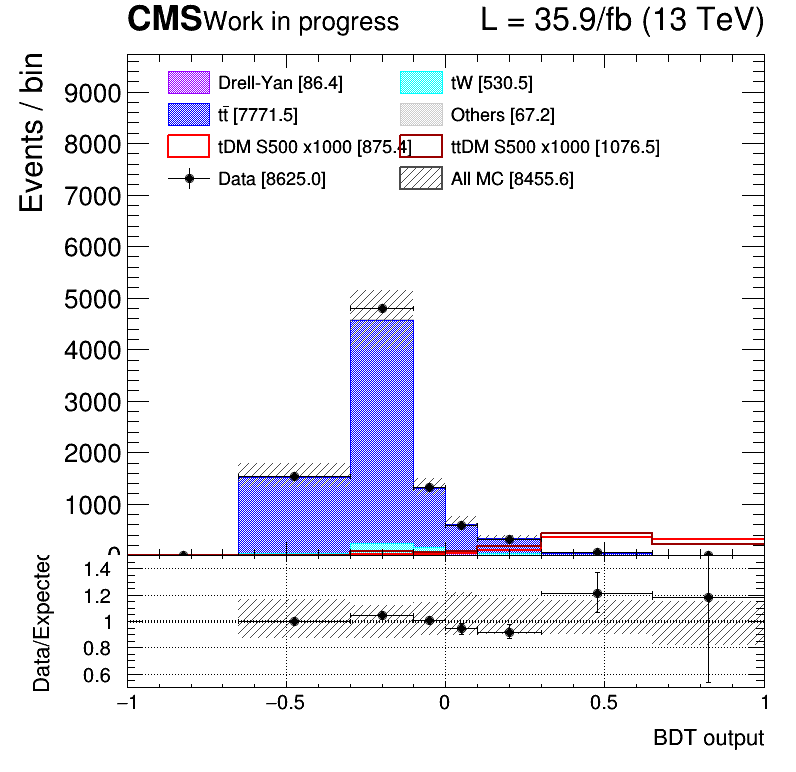 CMS Work in progress L = 35.9/fb (13 TeV)
Events / bin
Drell-Yan [86.4] tW [530.5]
tt̄ [7771.5] Others [67.2]
tDM S500 x1000 [875.4] ttDM S500 x1000 [1076.5]
Data [8625.0] All MC [8455.6]
9000
8000
7000
6000
5000
4000
3000
2000
1000
0
Data/Expected
1.4
1.2
1
0.8
0.6
−1 −0.5 0 0.5 1
BDT output